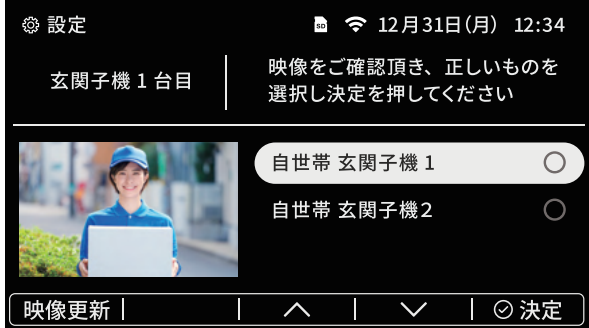 設定
SD
12月31日(月) 12:34
玄関子機 1 台目
映像をご確認頂き、正しいものを
選択し決定を押してください
自世帯 玄関子機 1
自世帯 玄関子機2
映像更新
決定